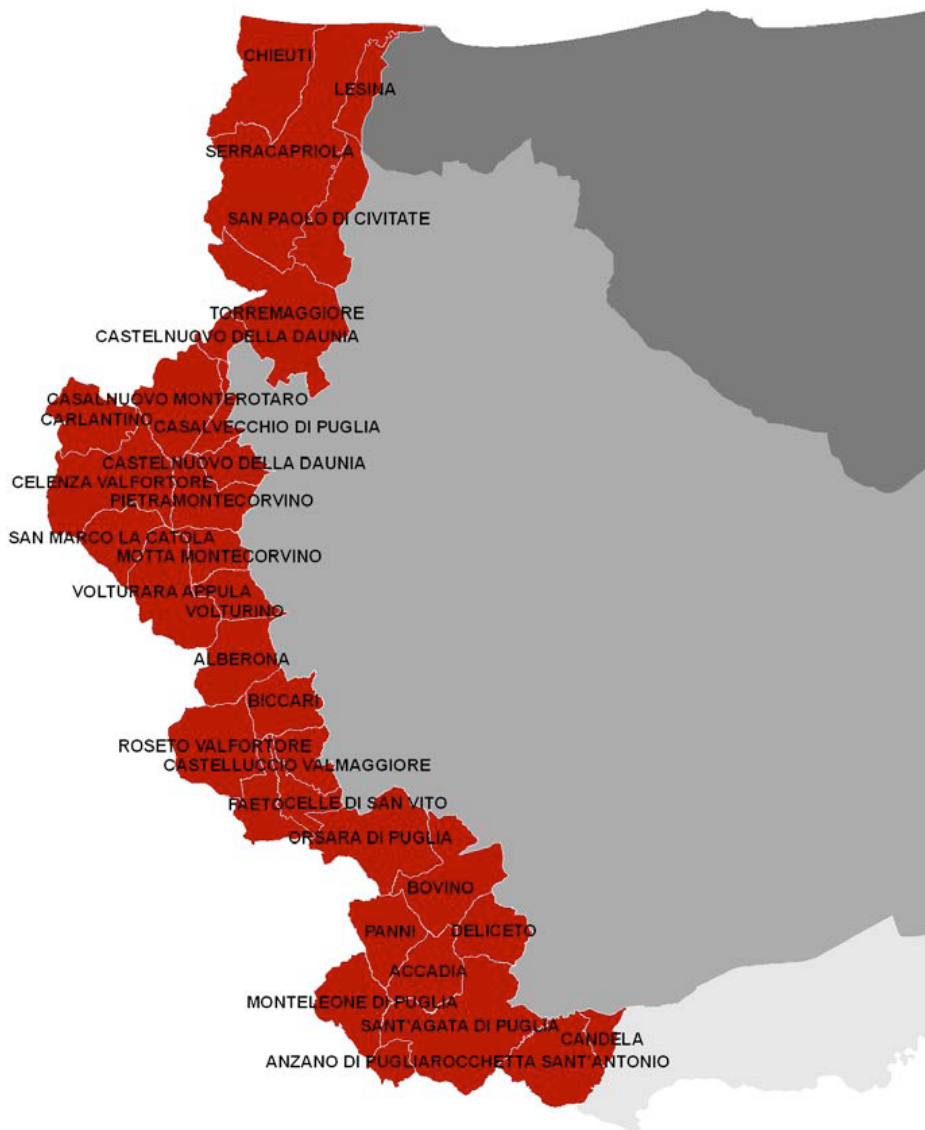 CHIEUTI
LESINA
SERRACAPRIOLA
SAN PAOLO DI CIVITATE
TORREMAGGIORE
CASTELNUOVO DELLA DAUNIA
CASALNUOVO MONTEROTARO
CARLANTINO
CASALVECCHIO DI PUGLIA
CASTELNUOVO DELLA DAUNIA
CELENZA VALFORTORE
PIETRAMONTECORVINO
SAN MARCO LA CATOLA
MOTTA MONTECORVINO
VOLTURARA APPULA
VOLTURINO
ALBERONA
BICCARI
ROSETO VALFORTORE
CASTELLUCCIO VALMAGGIORE
FAETO
CELLE DI SAN VITO
ORSARA DI PUGLIA
BOVINO
PANNI
DELICETO
ACCADIA
MONTELEONE DI PUGLIA
SANT'AGATA DI PUGLIA
CANDELA
ANZANO DI PUGLIA
ROCCHETTA SANT'ANTONIO